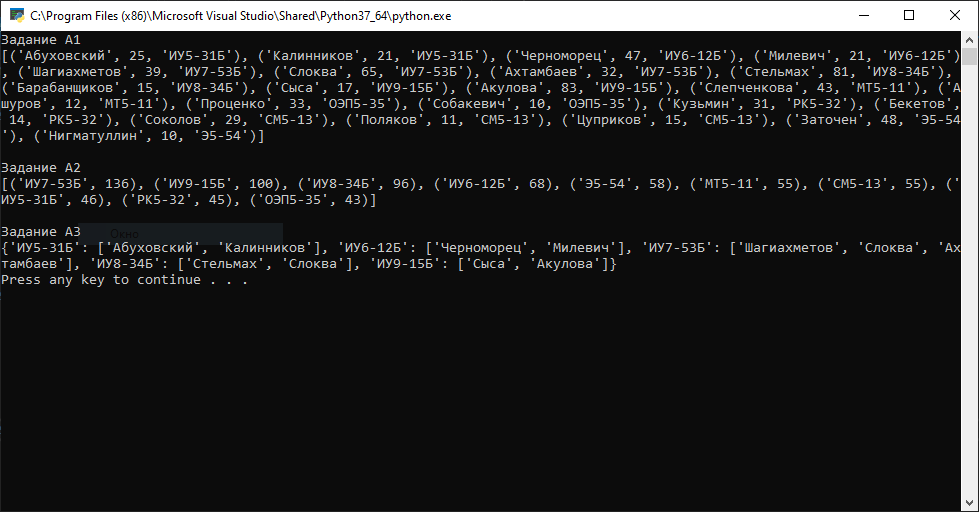 C:\Program Files (x86)\Microsoft Visual Studio\Shared\Python37_64\python.exe
Задание А1
[('Абуховский', 25, 'ИУ5-31Б'), ('Калинников', 21, 'ИУ5-31Б'), ('Черноморец', 47, 'ИУ6-12Б'), ('Милевич', 21, 'ИУ6-12Б')
, ('Шагиахметов', 39, 'ИУ7-53Б'), ('Слоква', 65, 'ИУ7-53Б'), ('Ахтамбаев', 32, 'ИУ7-53Б'), ('Стельмах', 81, 'ИУ8-34Б'),
('Барабанщиков', 15, 'ИУ8-34Б'), ('Сыса', 17, 'ИУ9-15Б'), ('Акулова', 83, 'ИУ9-15Б'), ('Слепченкова', 43, 'МТ5-11'), ('А
шуров', 12, 'МТ5-11'), ('Проценко', 33, 'ОЭП5-35'), ('Собакевич', 10, 'ОЭП5-35'), ('Кузьмин', 31, 'РК5-32'), ('Бекетов',
14, 'РК5-32'), ('Соколов', 29, 'СМ5-13'), ('Поляков', 11, 'СМ5-13'), ('Цуприков', 15, 'СМ5-13'), ('Заточен', 48, 'Э5-54
'), ('Нигматуллин', 10, 'Э5-54')]
Задание А2
[('ИУ7-53Б', 136), ('ИУ9-15Б', 100), ('ИУ8-34Б', 96), ('ИУ6-12Б', 68), ('Э5-54', 58), ('МТ5-11', 55), ('СМ5-13', 55), ('
ИУ5-31Б', 46), ('РК5-32', 45), ('ОЭП5-35', 43)]
Задание А3
Окно
{'ИУ5-31Б': ['Абуховский', 'Калинников'], 'ИУ6-12Б': ['Черноморец', 'Милевич'], 'ИУ7-53Б': ['Шагиахметов', 'Слоква', 'Ах
тамбаев'], 'ИУ8-34Б': ['Стельмах', 'Слоква'], 'ИУ9-15Б': ['Сыса', 'Акулова']}
Press any key to continue . . .